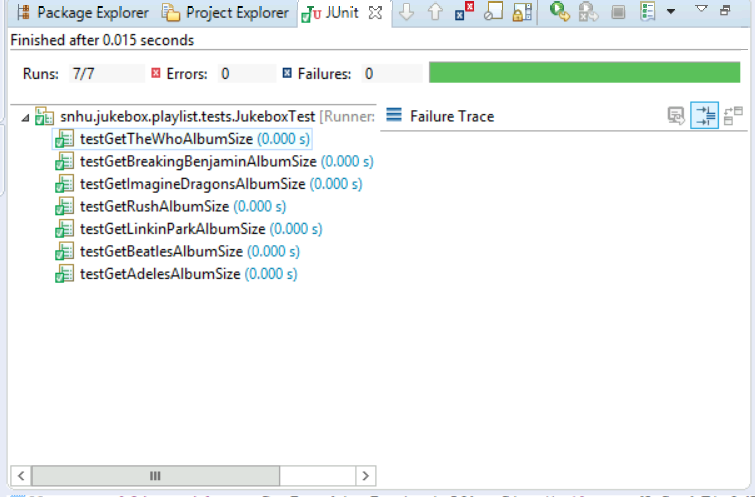 Package Explorer Project Explorer JUnit
Finished after 0.015 seconds
Runs: 7/7 Errors: 0 Failures: 0
snhu.jukebox.playlist.tests.JukeboxTest [Runner: Failure Trace
testGetTheWhoAlbumSize (0.000 s)
testGetBreakingBenjaminAlbumSize (0.000 s)
testGetImagineDragonsAlbumSize (0.000 s)
testGetRushAlbumSize (0.000 s)
testGetLinkinParkAlbumSize (0.000 s)
testGetBeatlesAlbumSize (0.000 s)
testGetAdelesAlbumSize (0.000 s)